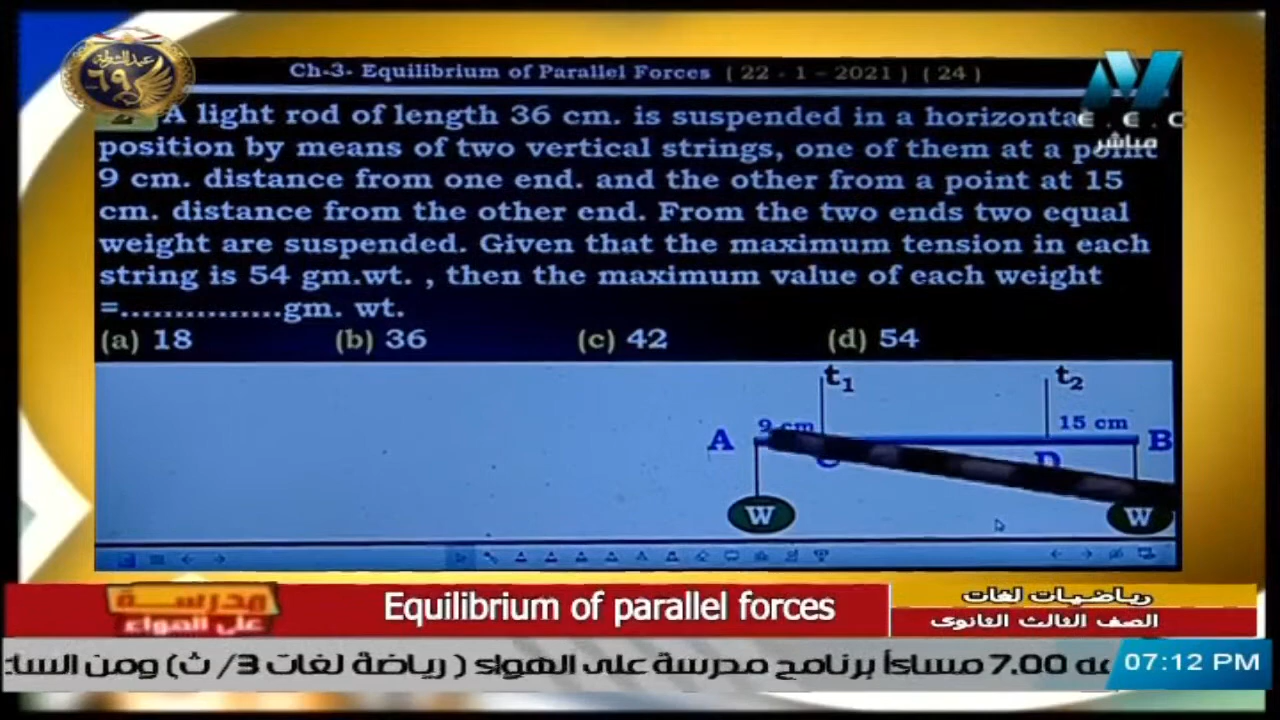 عيد الشرطة
٦٩
Ch-3- Equilibrium of Parallel Forces ( 22 - 1 - 2021 ) ( 24 )
A light rod of length 36 cm. is suspended in a horizonta
E . E . C
position by means of two vertical strings, one of them at a point
مباشر
9 cm. distance from one end. and the other from a point at 15
cm. distance from the other end. From the two ends two equal
weight are suspended. Given that the maximum tension in each
string is 54 gm.wt. , then the maximum value of each weight
=...............gm. wt.
(a) 18 (b) 36 (c) 42 (d) 54
t1 t2
9 cm 15 cm
A B
C D
W W
مدرسة
على الهواء
Equilibrium of parallel forces
رياضيات لغات
الصف الثالث الثانوى
07:12 PM
7.00 مساءً برنامج مدرسة على الهواء ( رياضة لغات 3/ ث) ومن السا